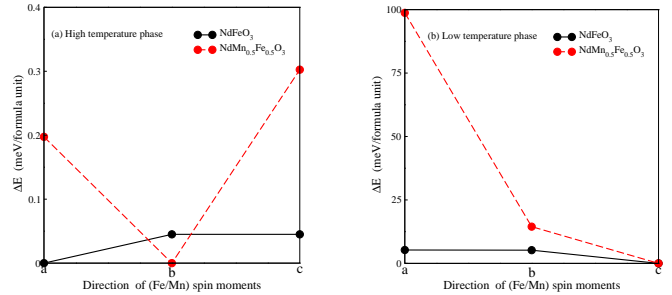 0.4
(a) High temperature phase
NdFeO₃
NdMn₀.₅Fe₀.₅O₃
0.3
0.2
0.1
0
ΔE (meV/formula unit)
a
b
c
Direction of (Fe/Mn) spin moments
100
(b) Low temperature phase
NdFeO₃
NdMn₀.₅Fe₀.₅O₃
75
50
25
0
ΔE (meV/formula unit)
a
b
c
Direction of (Fe/Mn) spin moments